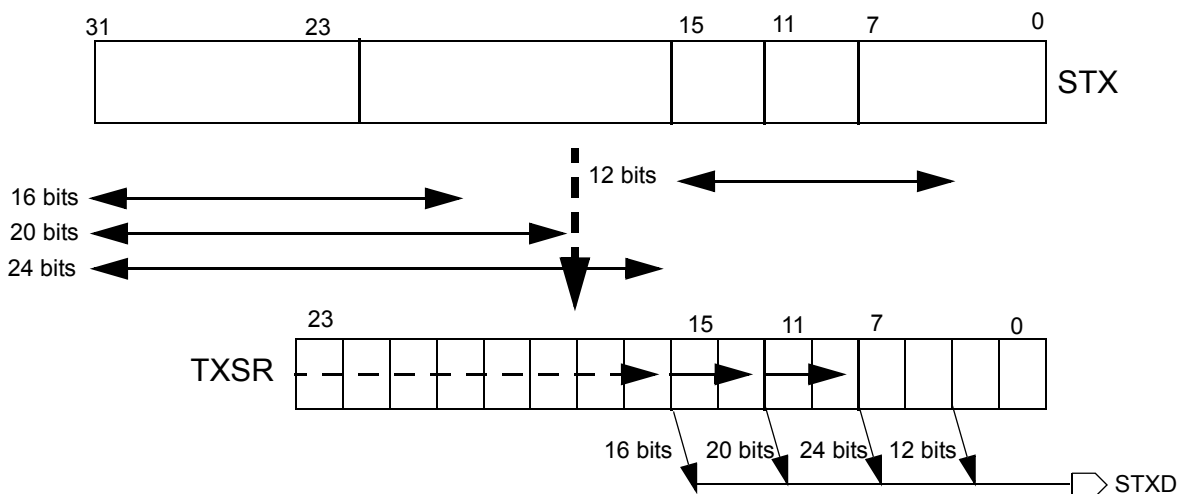 31 23 15 11 7 0
STX
12 bits
16 bits
20 bits
24 bits
23 15 11 7 0
TXSR
16 bits 20 bits 24 bits 12 bits
STXD